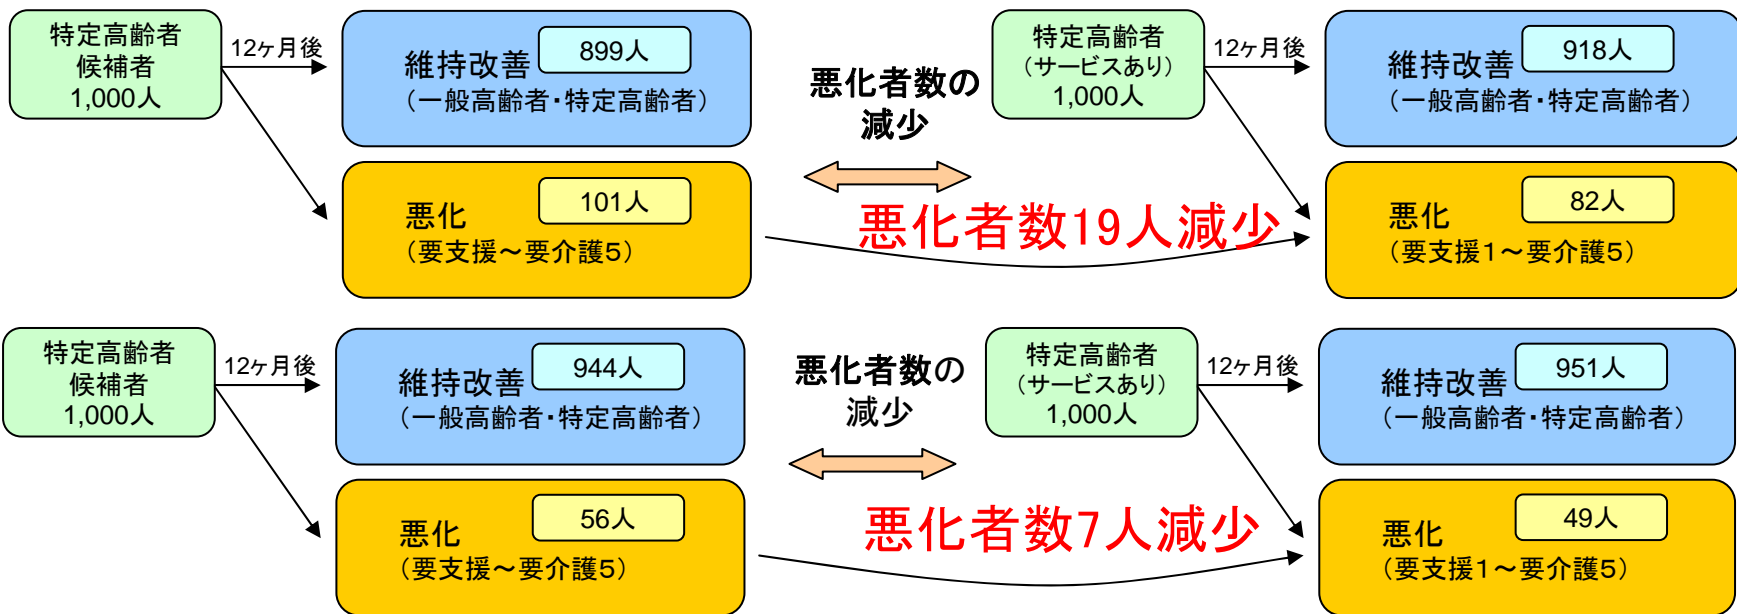 特定高齢者
候補者
1,000人
12ヶ月後
維持改善
899人
(一般高齢者・特定高齢者)
悪化
101人
(要支援～要介護5)
悪化者数の
減少
悪化者数19人減少
特定高齢者
(サービスあり)
1,000人
12ヶ月後
維持改善
918人
(一般高齢者・特定高齢者)
悪化
82人
(要支援1～要介護5)
特定高齢者
候補者
1,000人
12ヶ月後
維持改善
944人
(一般高齢者・特定高齢者)
悪化
56人
(要支援～要介護5)
悪化者数の
減少
悪化者数7人減少
特定高齢者
(サービスあり)
1,000人
12ヶ月後
維持改善
951人
(一般高齢者・特定高齢者)
悪化
49人
(要支援1～要介護5)